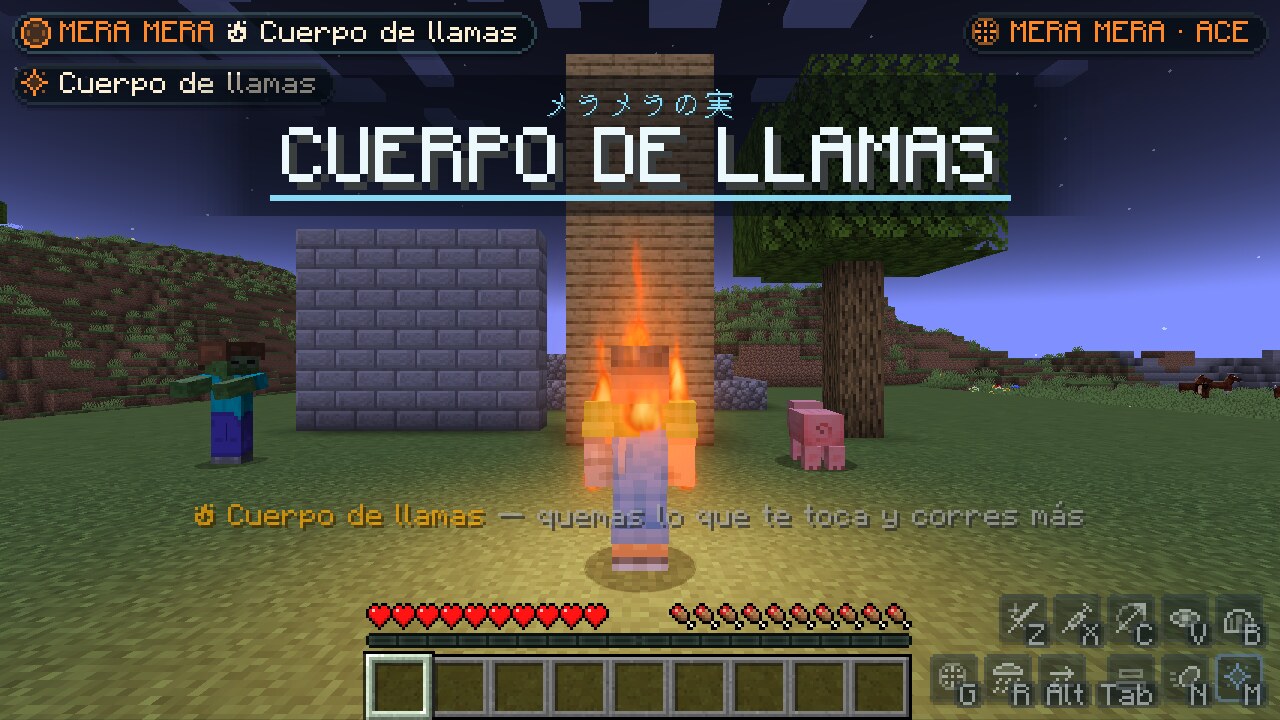 MERA MERA Cuerpo de llamas
MERA MERA · ACE
Cuerpo de llamas
メラメラの実
CUERPO DE LLAMAS
Cuerpo de llamas — quemas lo que te toca y corres más
Z X C V B
G R Alt Tab N M